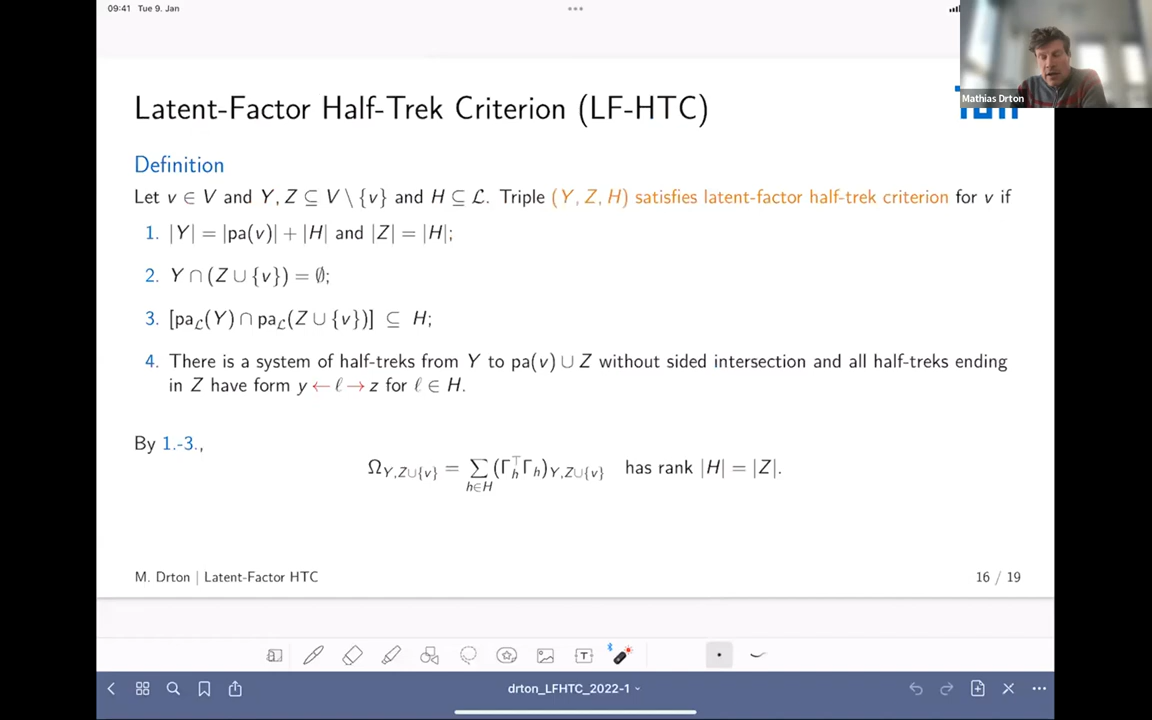 09:41 Tue 9. Jan
Mathias Drton
Latent-Factor Half-Trek Criterion (LF-HTC)
Definition
Let v ∈ V and Y, Z ⊆ V \ {v} and H ⊆ ℒ. Triple (Y, Z, H) satisfies latent-factor half-trek criterion for v if
1. |Y| = |pa(v)| + |H| and |Z| = |H|;
2. Y ∩ (Z ∪ {v}) = ∅;
3. [pa_ℒ(Y) ∩ pa_ℒ(Z ∪ {v})] ⊆ H;
4. There is a system of half-treks from Y to pa(v) ∪ Z without sided intersection and all half-treks ending
in Z have form y ← ℓ → z for ℓ ∈ H.
By 1.-3.,
Ω_{Y,Z∪{v}} = ∑_{h∈H} (Γ_h^⊤ Γ_h)_{Y,Z∪{v}} has rank |H| = |Z|.
M. Drton | Latent-Factor HTC
16 / 19
T
drton_LFHTC_2022-1